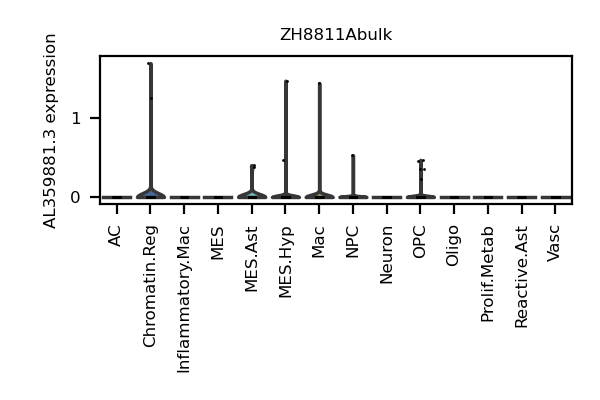 ZH8811Abulk
AL359881.3 expression
1
0
AC
Chromatin.Reg
Inflammatory.Mac
MES
MES.Ast
MES.Hyp
Mac
NPC
Neuron
OPC
Oligo
Prolif.Metab
Reactive.Ast
Vasc